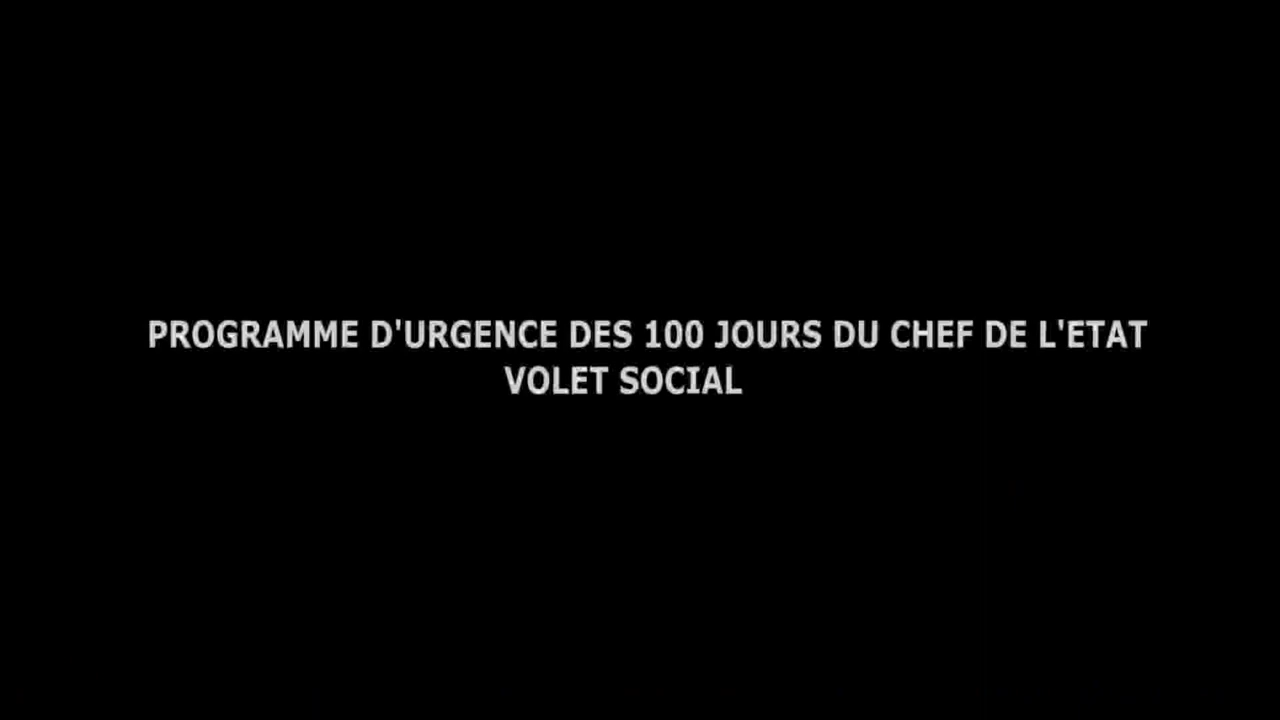 PROGRAMME D'URGENCE DES 100 JOURS DU CHEF DE L'ETAT
VOLET SOCIAL